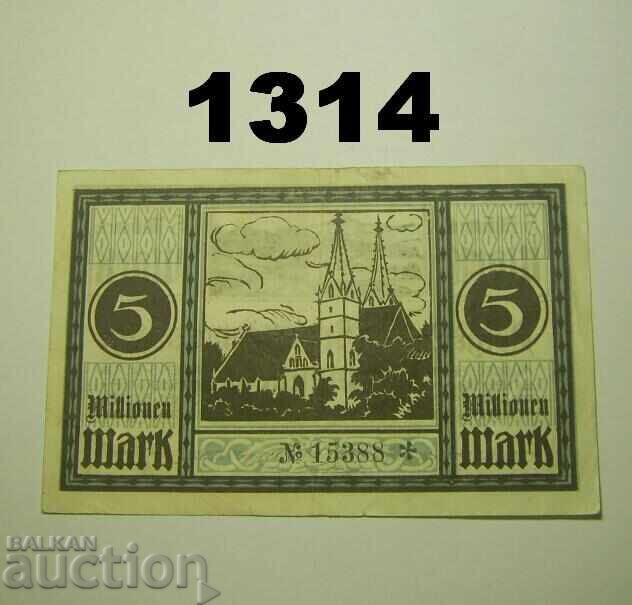 1314
5 5
Millionen Millionen
Mark Mark
№ 15388 *
BALKAN
auction